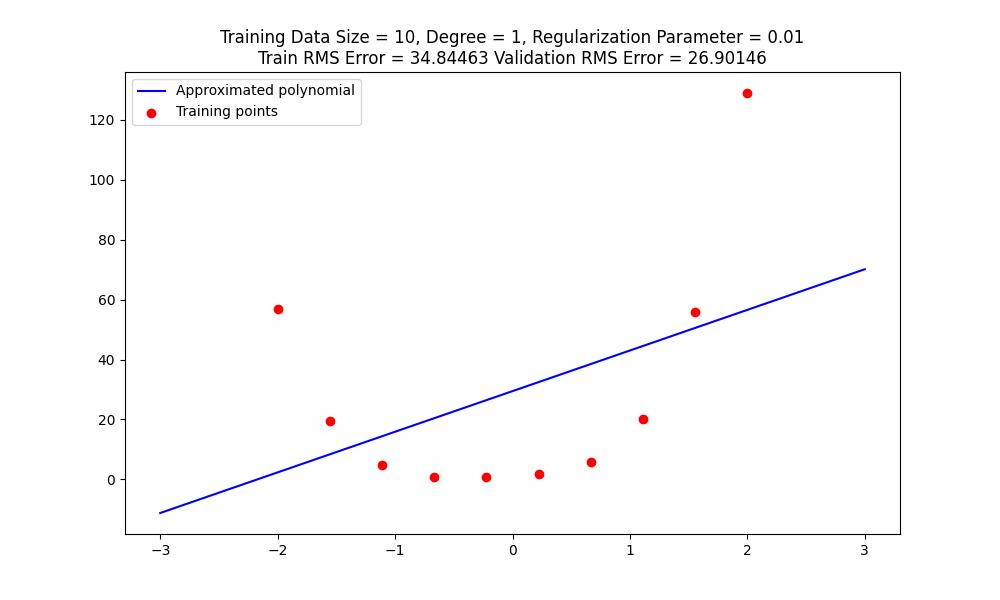 Training Data Size = 10, Degree = 1, Regularization Parameter = 0.01
Train RMS Error = 34.84463 Validation RMS Error = 26.90146
Approximated polynomial
Training points
120
100
80
60
40
20
0
−3 −2 −1 0 1 2 3